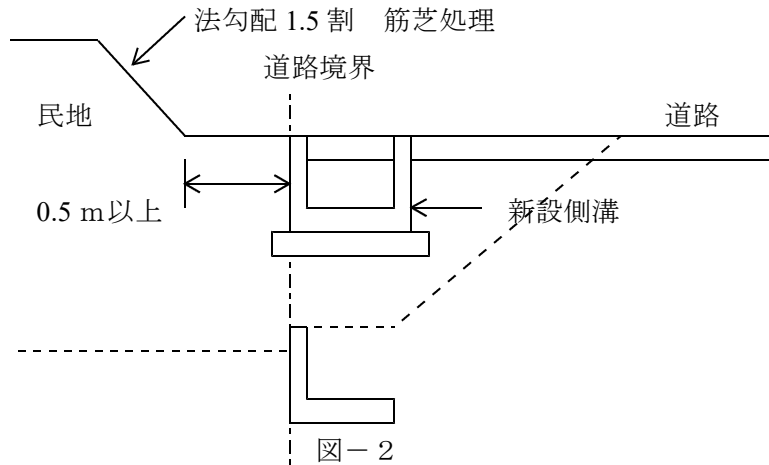 法勾配 1.5 割　筋芝処理
道路境界
民地
道路
0.5 m以上
新設側溝
図－２